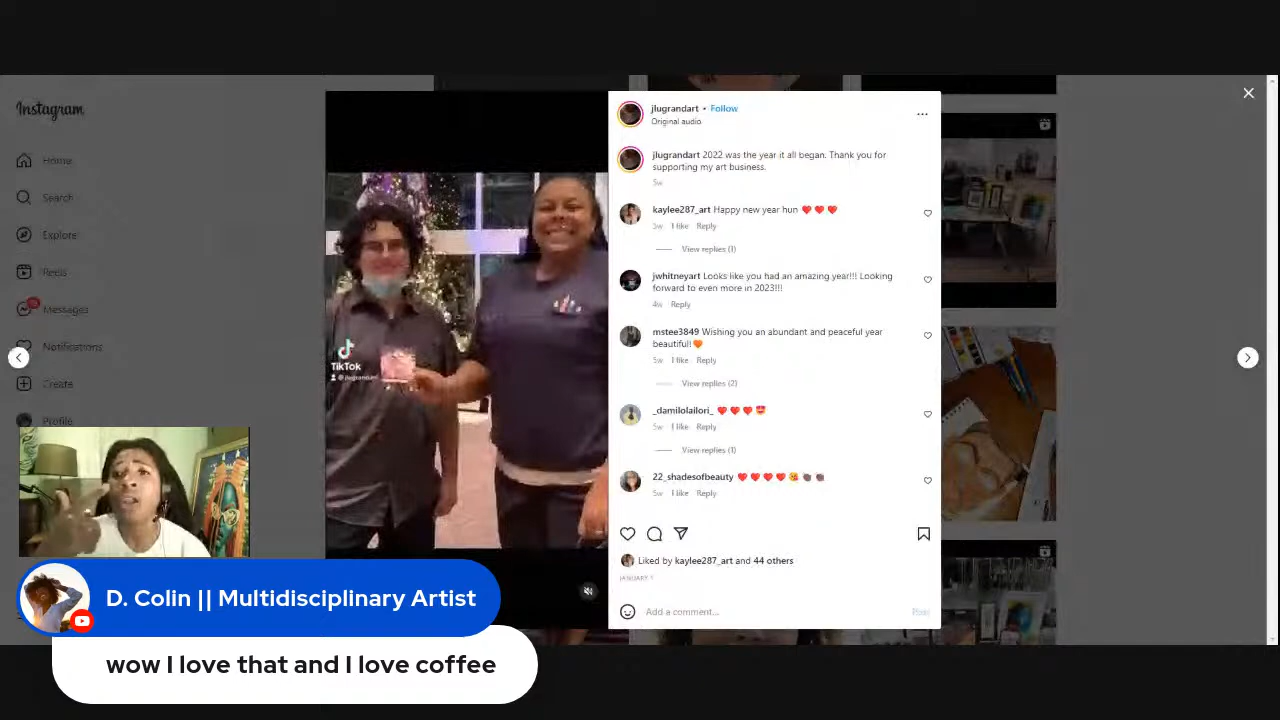 Instagram
Home
Search
Explore
Reels
Messages
Notifications
Create
Profile
TikTok
jlugrandart • Follow
Original audio
jlugrandart 2022 was the year it all began. Thank you for
supporting my art business.
5w
kaylee287_art Happy new year hun ❤️ ❤️ ❤️
5w 1 like Reply
View replies (1)
jwhitneyart Looks like you had an amazing year!!! Looking
forward to even more in 2023!!!
4w Reply
mstee3849 Wishing you an abundant and peaceful year
beautiful! 🧡
5w 1 like Reply
View replies (2)
_damilolailori_ ❤️ ❤️ ❤️ 😍
5w 1 like Reply
View replies (1)
22_shadesofbeauty ❤️ ❤️ ❤️ ❤️ 😘
5w 1 like Reply
Liked by kaylee287_art and 44 others
JANUARY 1
Add a comment...
Post
D. Colin || Multidisciplinary Artist
wow I love that and I love coffee